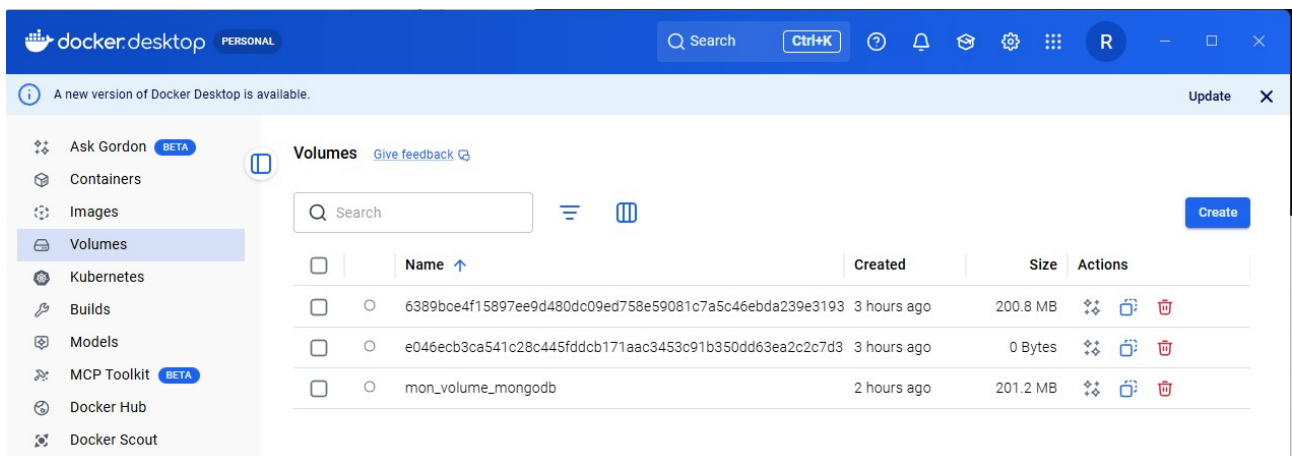 docker.desktop PERSONAL Search Ctrl+K R
A new version of Docker Desktop is available. Update
Ask Gordon BETA
Containers
Images
Volumes
Kubernetes
Builds
Models
MCP Toolkit BETA
Docker Hub
Docker Scout
Volumes Give feedback
Search
Create
Name Created Size Actions
6389bce4f15897ee9d480dc09ed758e59081c7a5c46ebda239e3193 3 hours ago 200.8 MB
e046ecb3ca541c28c445fddcb171aac3453c91b350dd63ea2c2c7d3 3 hours ago 0 Bytes
mon_volume_mongodb 2 hours ago 201.2 MB